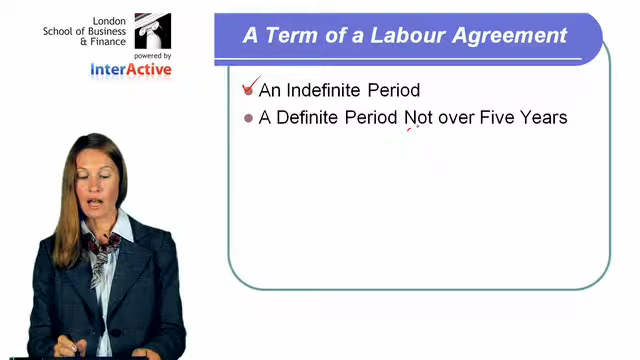 London
School of Business
& Finance
powered by
InterActive
A Term of a Labour Agreement
An Indefinite Period
A Definite Period Not over Five Years